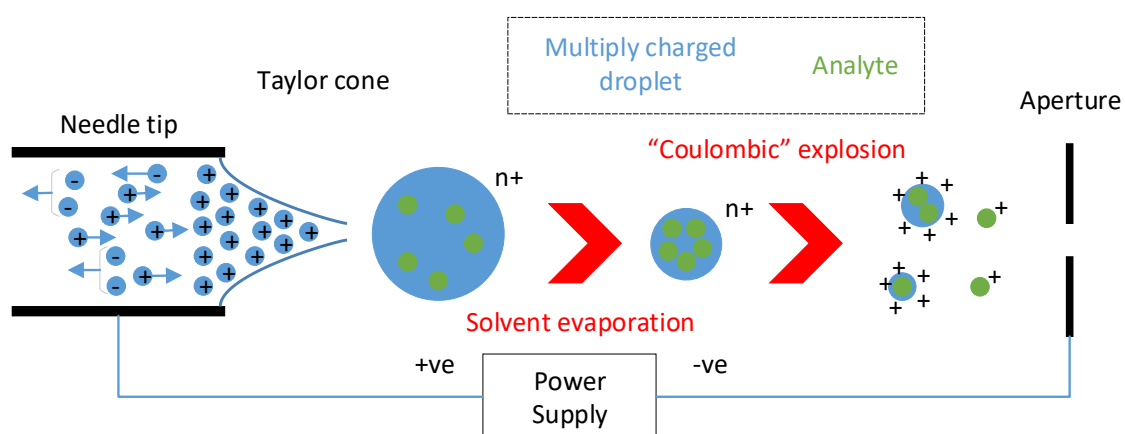 Multiply charged
droplet
Analyte
Taylor cone
Aperture
Needle tip
“Coulombic” explosion
n+
n+
- - - -
- -
+ + + + + +
+ + + + + + + + + + + + + + + + + +
+ + + + + +
+
+ + + + + +
+
Solvent evaporation
+ve
-ve
Power
Supply